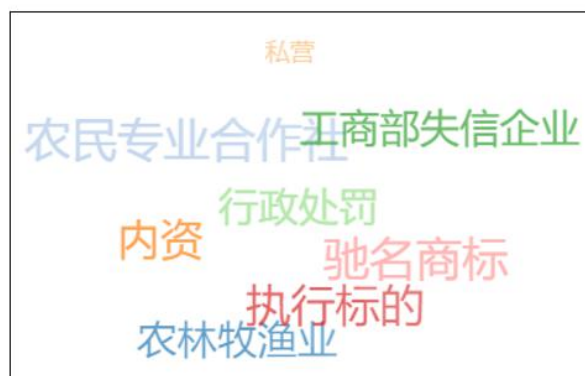 私营
农民专业合作社
工商部失信企业
行政处罚
内资
驰名商标
执行标的
农林牧渔业